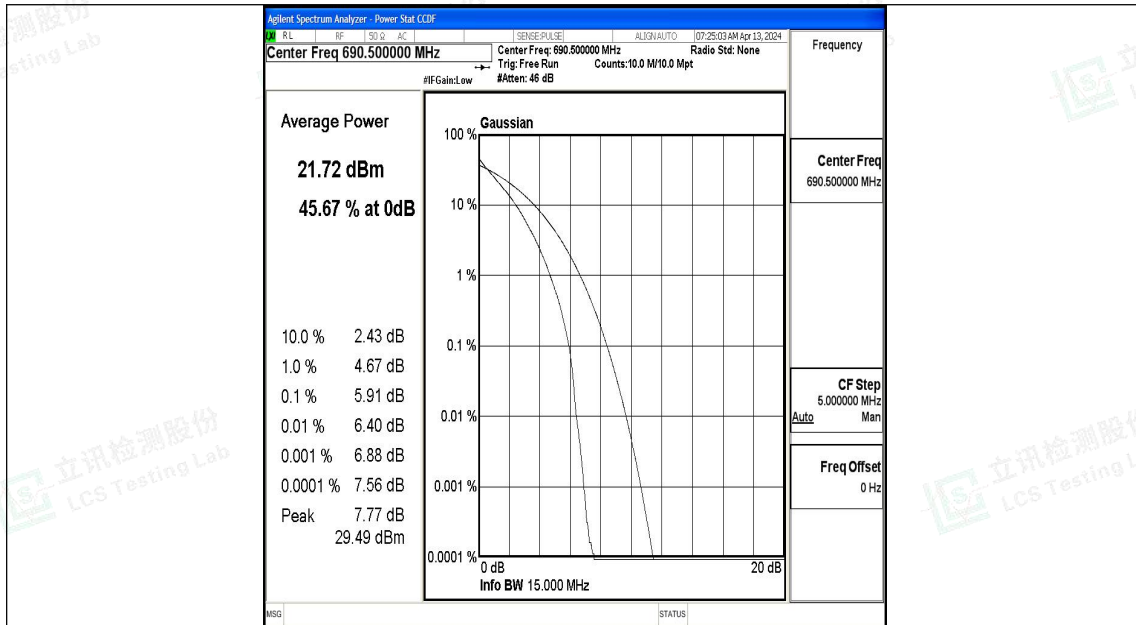 Agilent Spectrum Analyzer - Power Stat CCDF
RL RF 50 Ω AC SENSE:PULSE ALIGNAUTO 07:25:03 AM Apr 13, 2024
Center Freq 690.500000 MHz
Center Freq: 690.500000 MHz Radio Std: None
Trig: Free Run Counts:10.0 M/10.0 Mpt
#IFGain:Low #Atten: 46 dB
Frequency
Average Power
21.72 dBm
45.67 % at 0dB
10.0 % 2.43 dB
1.0 % 4.67 dB
0.1 % 5.91 dB
0.01 % 6.40 dB
0.001 % 6.88 dB
0.0001 % 7.56 dB
Peak 7.77 dB
29.49 dBm
Gaussian
100 %
10 %
1 %
0.1 %
0.01 %
0.001 %
0.0001 %
0 dB 20 dB
Info BW 15.000 MHz
Center Freq
690.500000 MHz
CF Step
5.000000 MHz
Auto Man
Freq Offset
0 Hz
MSG STATUS
立讯检测股份
LCS Testing Lab
立讯检测股份
LCS Testing L